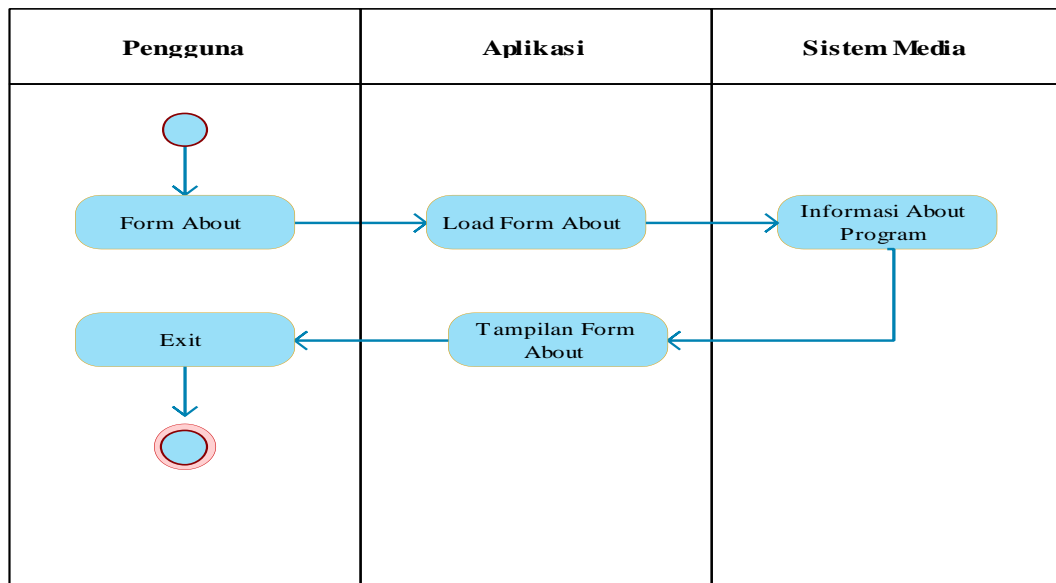 Pengguna
Aplikasi
Sistem Media
Form About
Load Form About
Informasi About
Program
Exit
Tampilan Form
About